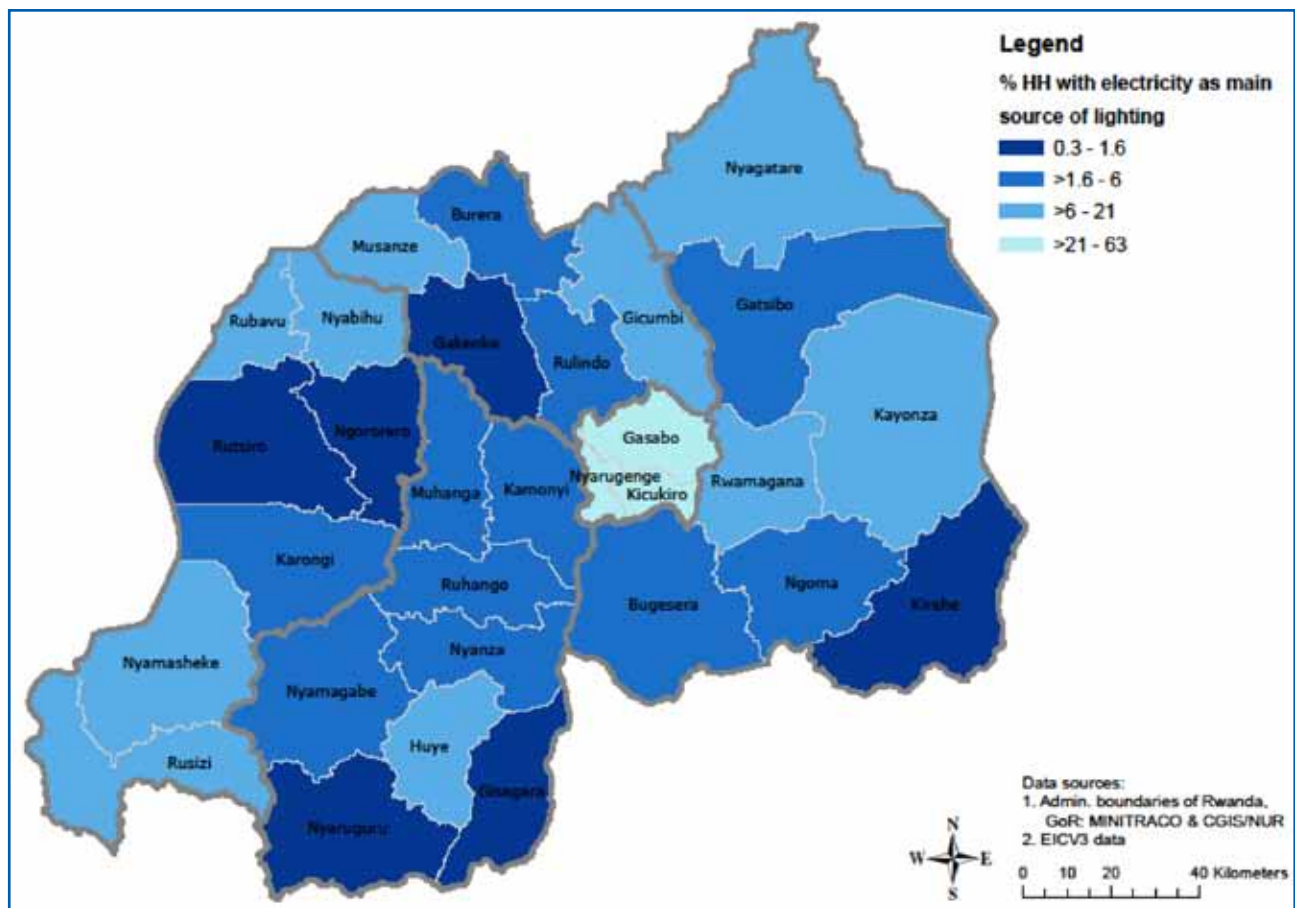 Legend
% HH with electricity as main
source of lighting
0.3 - 1.6
>1.6 - 6
>6 - 21
>21 - 63
Nyagatare
Burera
Musanze
Gatsibo
Rubavu
Nyabihu
Gicumbi
Gakenke
Rulindo
Kayonza
Gasabo
Rutsiro
Ngororero
Nyarugenge
Rwamagana
Muhanga
Kamonyi
Kicukiro
Karongi
Ruhango
Ngoma
Bugesera
Kirehe
Nyanza
Nyamasheke
Nyamagabe
Huye
Rusizi
Gisagara
Nyaruguru
Data sources:
1. Admin. boundaries of Rwanda,
GoR: MINITRACO & CGIS/NUR
2. EICV3 data
N
W E
S
0 10 20 40 Kilometers